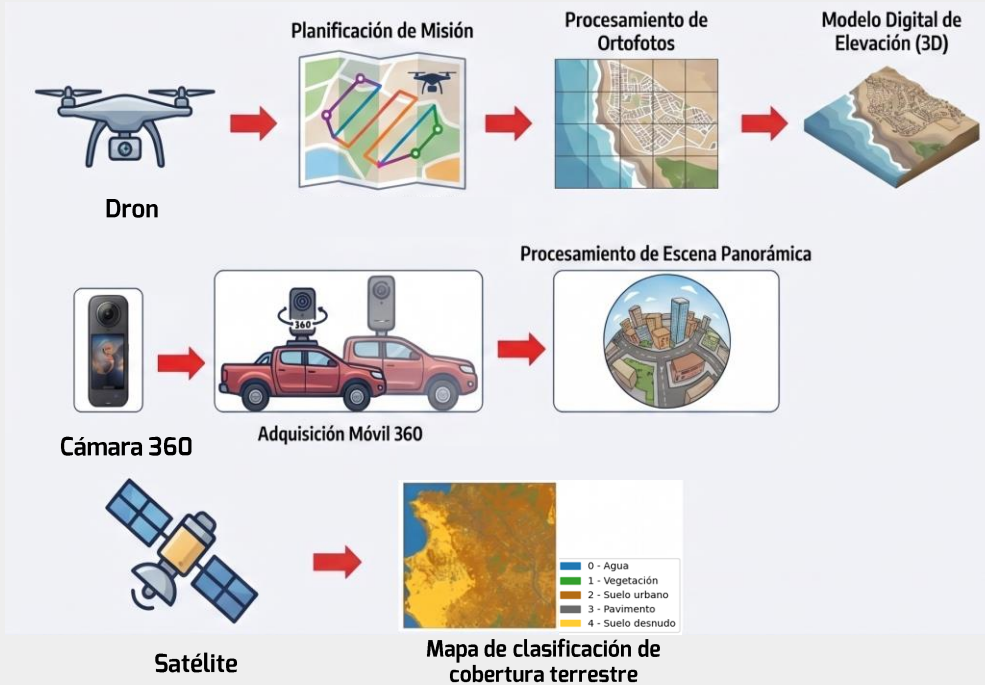 Planificación de Misión
Procesamiento de
Ortofotos
Modelo Digital de
Elevación (3D)
Dron
Procesamiento de Escena Panorámica
360
Cámara 360
Adquisición Móvil 360
0 - Agua
1 - Vegetación
2 - Suelo urbano
3 - Pavimento
4 - Suelo desnudo
Satélite
Mapa de clasificación de
cobertura terrestre